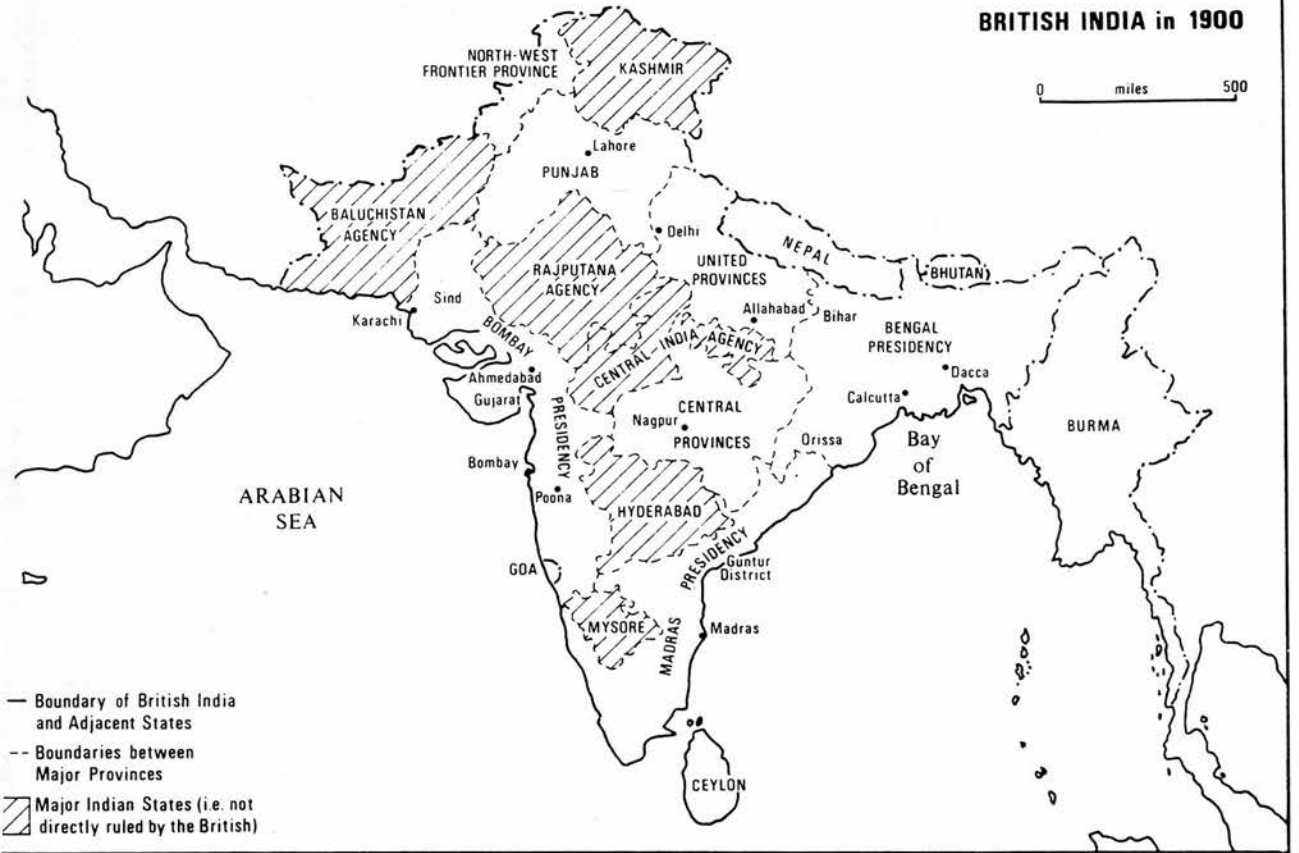 BRITISH INDIA in 1900
0 miles 500
NORTH-WEST
FRONTIER PROVINCE
KASHMIR
Lahore
PUNJAB
BALUCHISTAN
AGENCY
Delhi
NEPAL
BHUTAN
RAJPUTANA
AGENCY
UNITED
PROVINCES
Sind
Karachi
Allahabad
Bihar
BOMBAY
PRESIDENCY
CENTRAL INDIA AGENCY
BENGAL
PRESIDENCY
Dacca
Ahmedabad
Gujarat
Calcutta
CENTRAL
PROVINCES
Nagpur
BURMA
Orissa
Bay
of
Bengal
Bombay
Poona
ARABIAN
SEA
HYDERABAD
MADRAS
PRESIDENCY
Guntur
District
GOA
MYSORE
Madras
CEYLON
Boundary of British India
and Adjacent States
Boundaries between
Major Provinces
Major Indian States (i.e. not
directly ruled by the British)